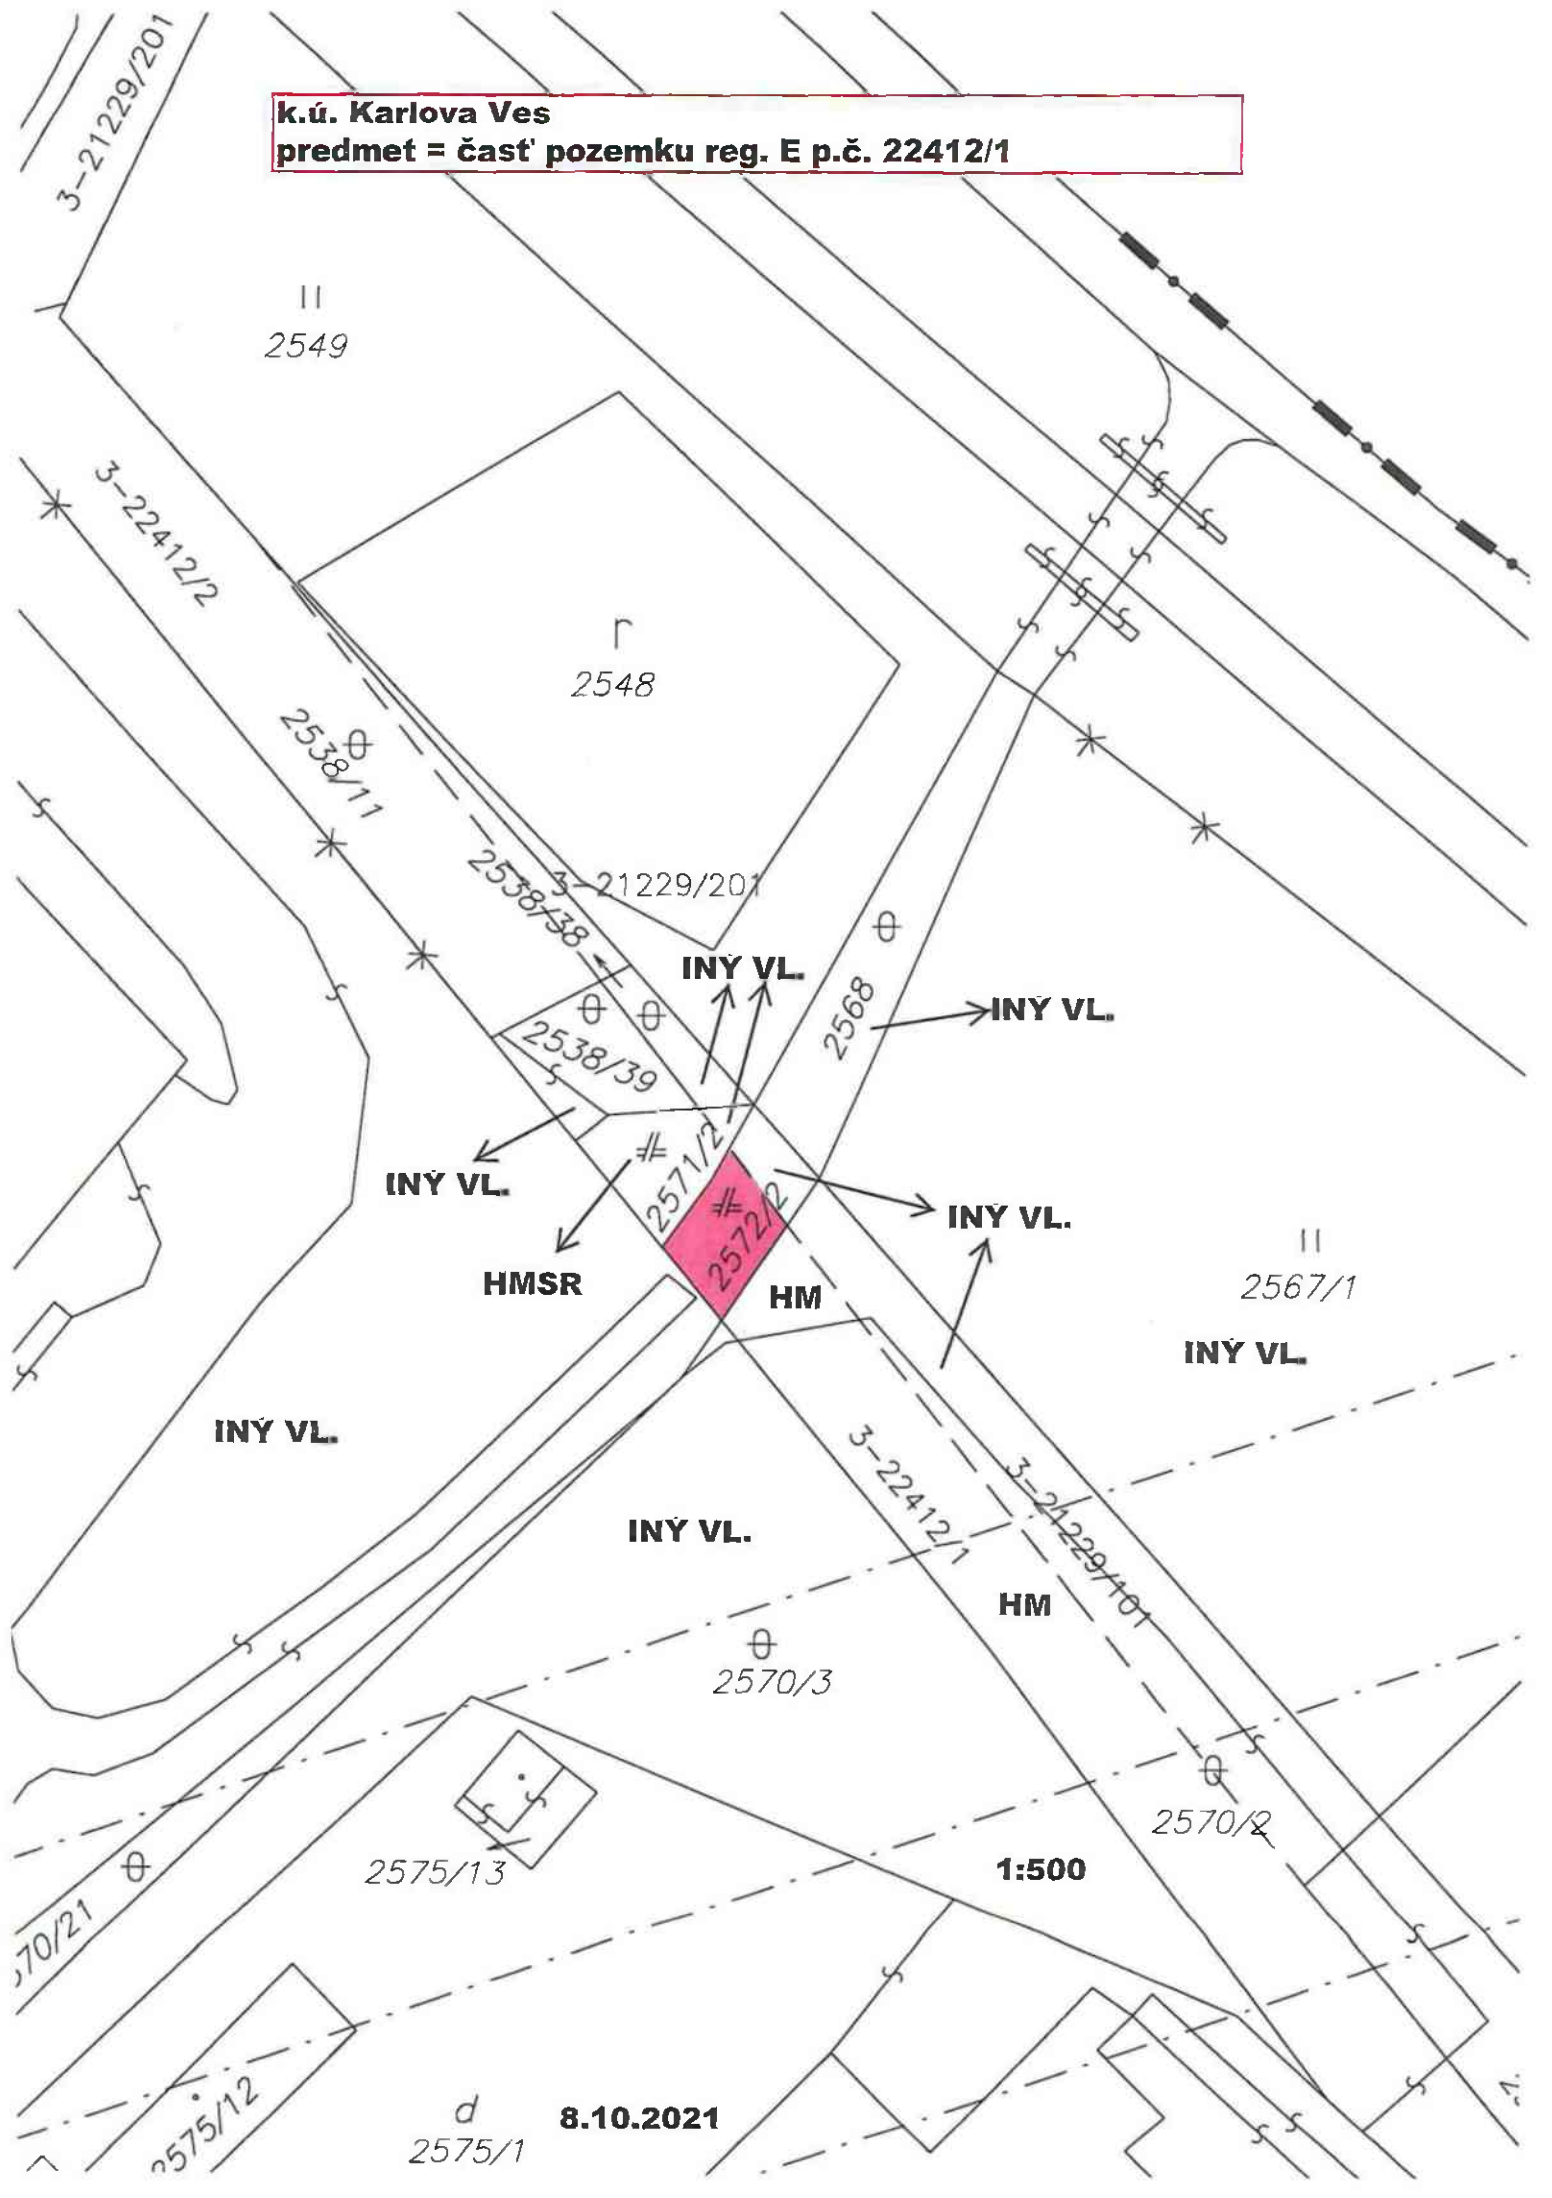 3-21229/201
k.ú. Karlova Ves
predmet = časť pozemku reg. E p.č. 22412/1
2549
3-22412/2
r
2548
2538/11
2538/38
3-21229/201
INÝ VL.
2568
INÝ VL.
2538/39
INÝ VL.
2571/2
2572/2
INÝ VL.
HMSR
HM
2567/1
INÝ VL.
INÝ VL.
3-22412/1
3-21229/101
INÝ VL.
HM
2570/3
2570/2
2575/13
1:500
70/21
2575/12
d
2575/1
8.10.2021